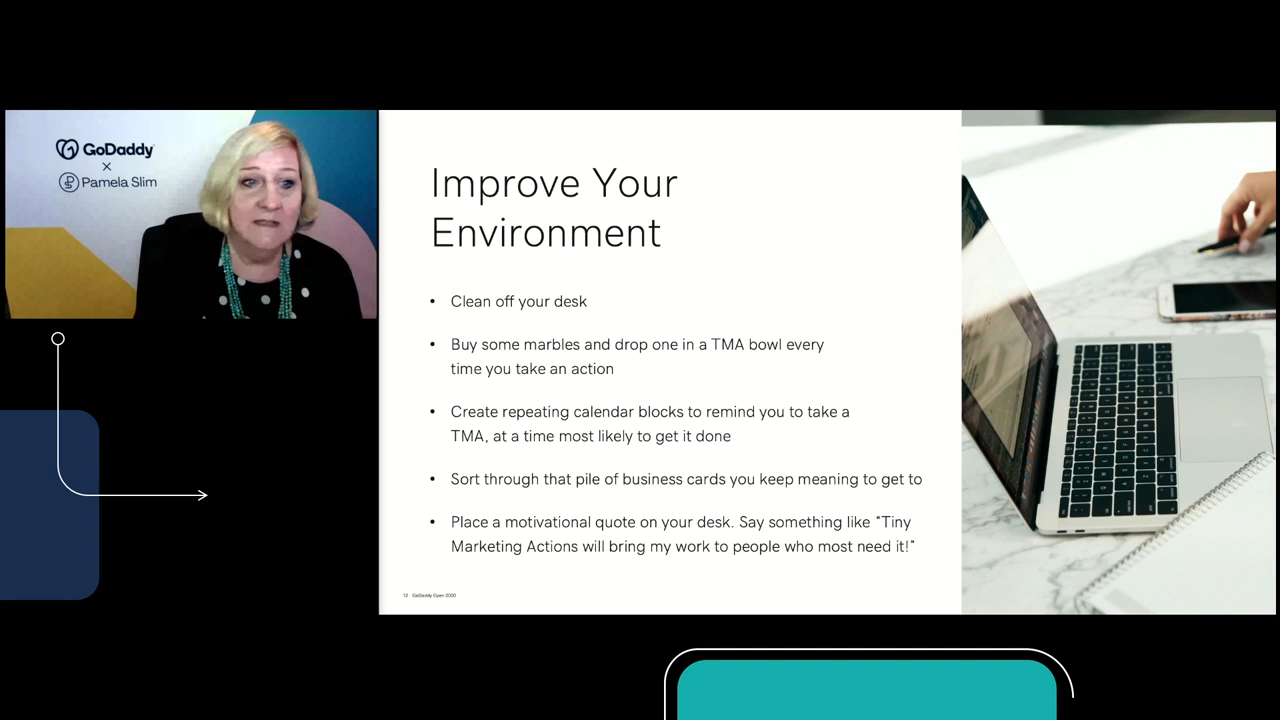 GoDaddy
×
Pamela Slim
Improve Your
Environment
• Clean off your desk
• Buy some marbles and drop one in a TMA bowl every
time you take an action
• Create repeating calendar blocks to remind you to take a
TMA, at a time most likely to get it done
• Sort through that pile of business cards you keep meaning to get to
• Place a motivational quote on your desk. Say something like "Tiny
Marketing Actions will bring my work to people who most need it!"
13 GoDaddy Open 2020